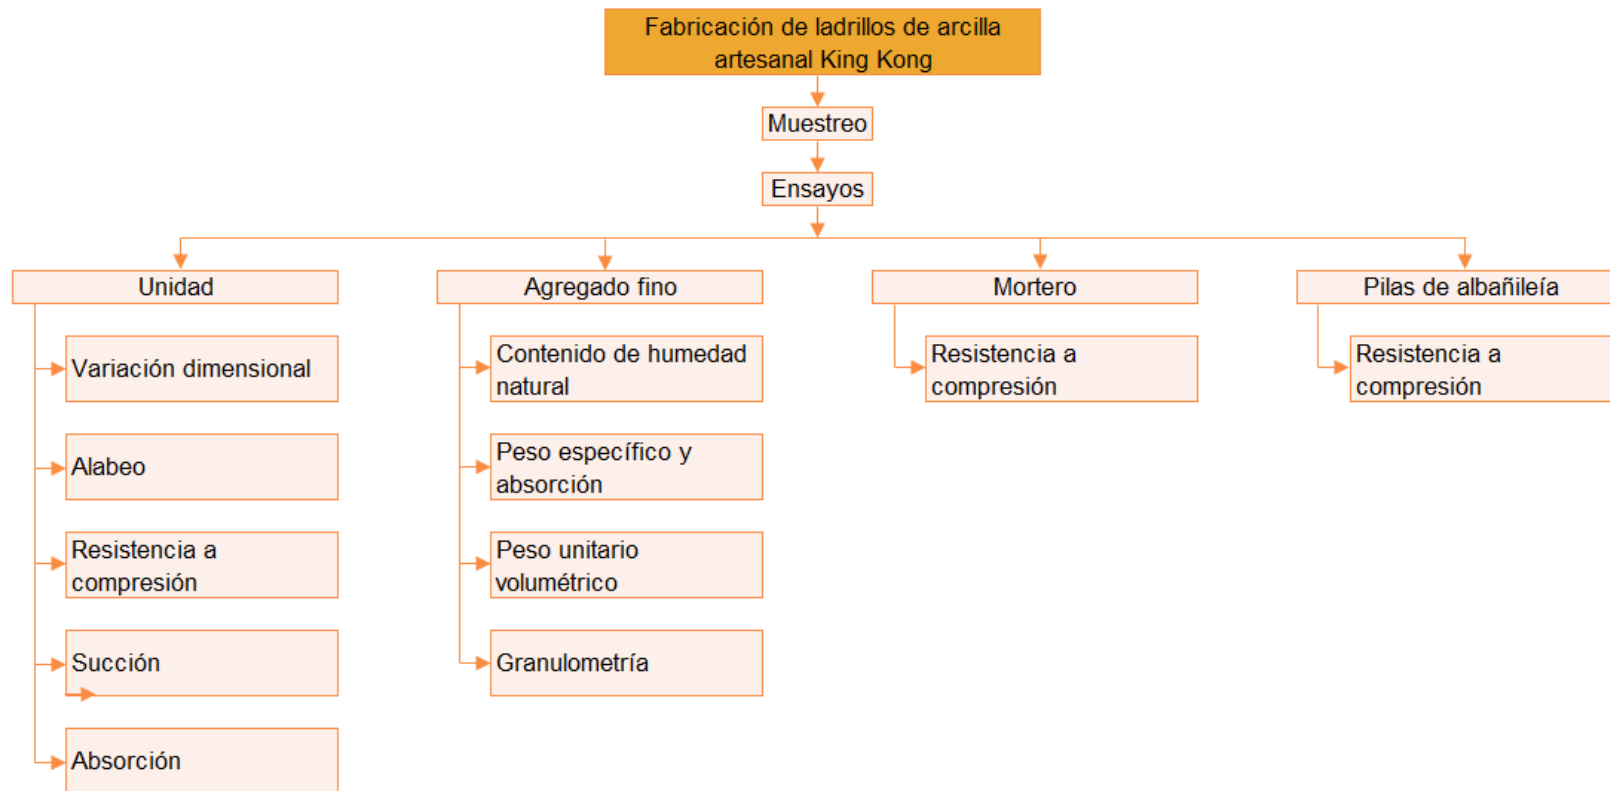 Fabricación de ladrillos de arcilla
artesanal King Kong
Muestreo
Ensayos
Unidad
Variación dimensional
Alabeo
Resistencia a
compresión
Succión
Absorción
Agregado fino
Contenido de humedad
natural
Peso específico y
absorción
Peso unitario
volumétrico
Granulometría
Mortero
Resistencia a
compresión
Pilas de albañileía
Resistencia a
compresión